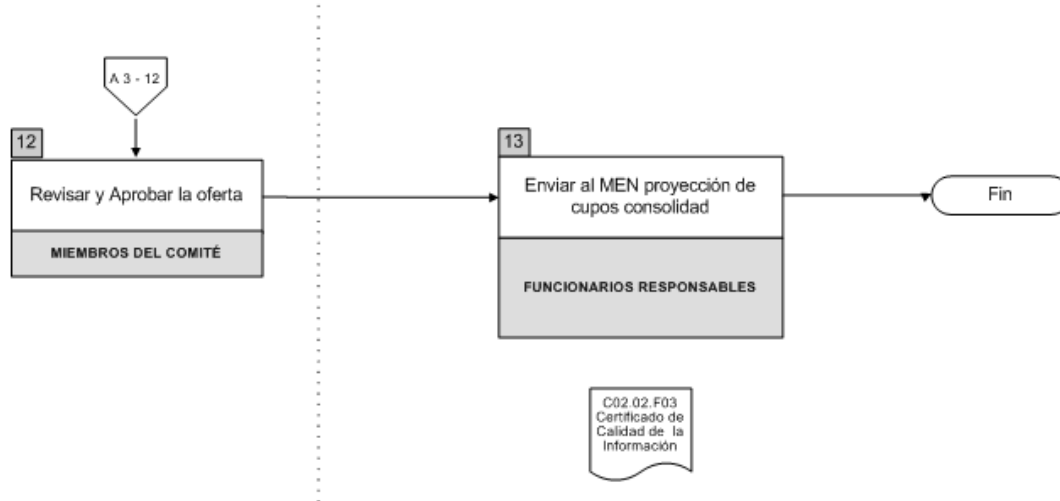 A 3 - 12
12
Revisar y Aprobar la oferta
MIEMBROS DEL COMITÉ
13
Enviar al MEN proyección de
cupos consolidad
FUNCIONARIOS RESPONSABLES
Fin
C02.02.F03
Certificado de
Calidad de la
Información